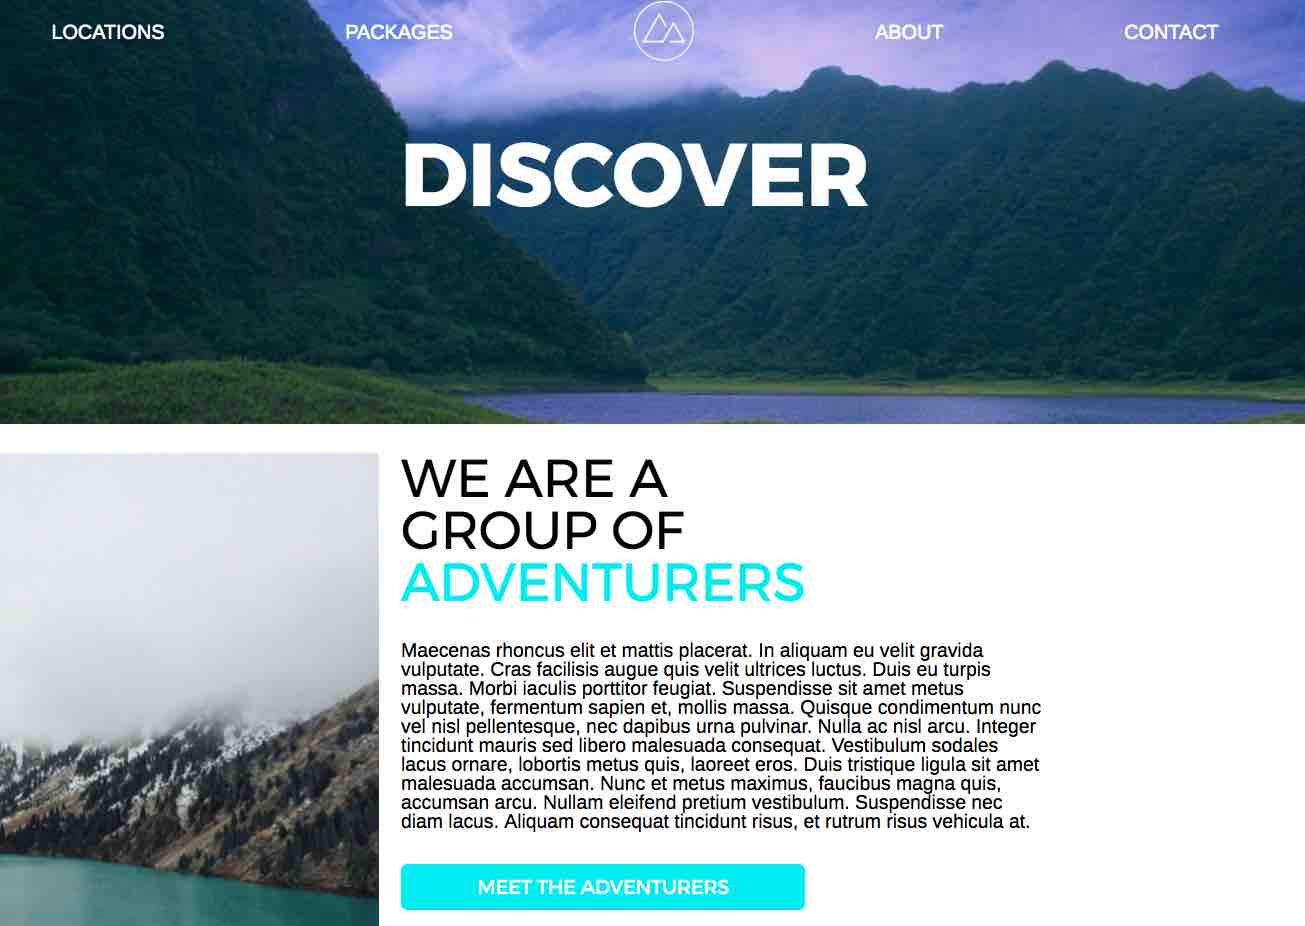 LOCATIONS PACKAGES ABOUT CONTACT
DISCOVER
WE ARE A
GROUP OF
ADVENTURERS
Maecenas rhoncus elit et mattis placerat. In aliquam eu velit gravida
vulputate. Cras facilisis augue quis velit ultrices luctus. Duis eu turpis
massa. Morbi iaculis porttitor feugiat. Suspendisse sit amet metus
vulputate, fermentum sapien et, mollis massa. Quisque condimentum nunc
vel nisl pellentesque, nec dapibus urna pulvinar. Nulla ac nisl arcu. Integer
tincidunt mauris sed libero malesuada consequat. Vestibulum sodales
lacus ornare, lobortis metus quis, laoreet eros. Duis tristique ligula sit amet
malesuada accumsan. Nunc et metus maximus, faucibus magna quis,
accumsan arcu. Nullam eleifend pretium vestibulum. Suspendisse nec
diam lacus. Aliquam consequat tincidunt risus, et rutrum risus vehicula at.
MEET THE ADVENTURERS